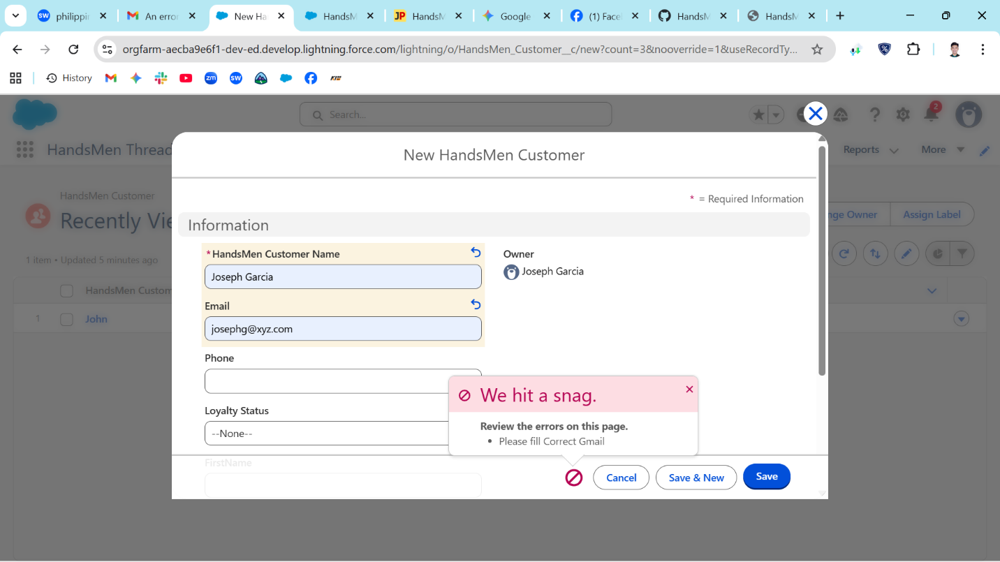 philippin
An error
New Ha
HandsM
JP HandsM
Google
(1) Face
HandsM
HandsM
orgfarm-aecba9e6f1-dev-ed.develop.lightning.force.com/lightning/o/HandsMen_Customer__c/new?count=3&nooverride=1&useRecordTy...
History
Search...
2
HandsMen Thread
Reports
More
New HandsMen Customer
* = Required Information
HandsMen Customer
Recently Vie
nge Owner
Assign Label
Information
1 item • Updated 5 minutes ago
*HandsMen Customer Name
Joseph Garcia
Owner
Joseph Garcia
HandsMen Custom
Email
josephg@xyz.com
1
John
Phone
Loyalty Status
--None--
We hit a snag.
Review the errors on this page.
• Please fill Correct Gmail
FirstName
Cancel
Save & New
Save